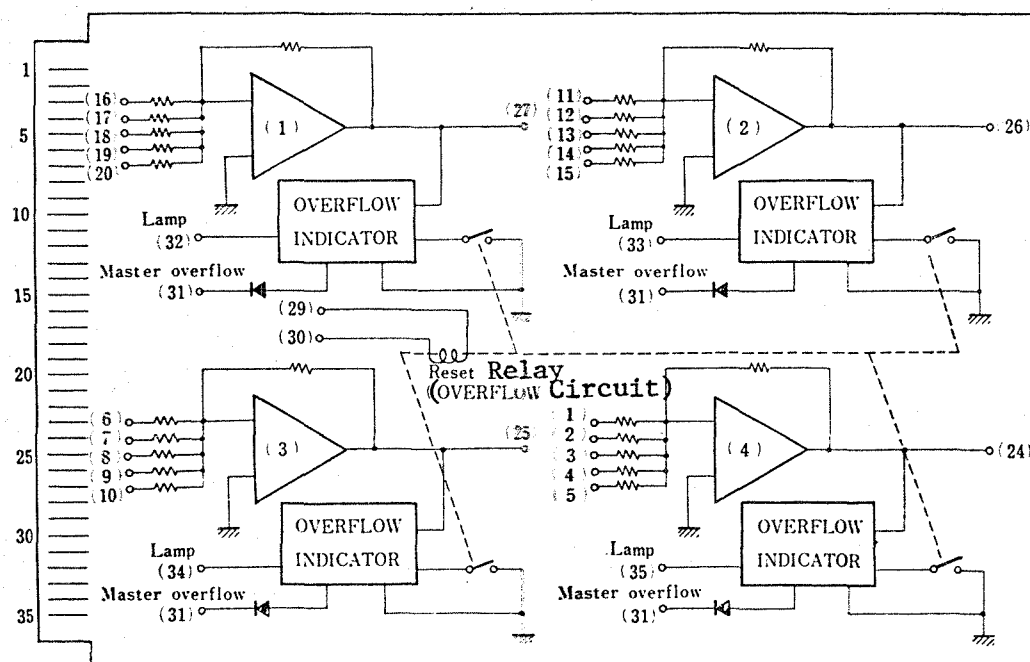 1
5
10
15
20
25
30
35
(16)
(17)
(18)
(19)
(20)
(1)
(27)
OVERFLOW
INDICATOR
Lamp
(32)
Master overflow
(31)
(11)
(12)
(13)
(14)
(15)
(2)
(26)
OVERFLOW
INDICATOR
Lamp
(33)
Master overflow
(31)
(29)
(30)
Reset Relay
(OVERFLOW Circuit)
(6)
(7)
(8)
(9)
(10)
(3)
(25)
OVERFLOW
INDICATOR
Lamp
(34)
Master overflow
(31)
1
2
3
4
5
(4)
(24)
OVERFLOW
INDICATOR
Lamp
(35)
Master overflow
(31)